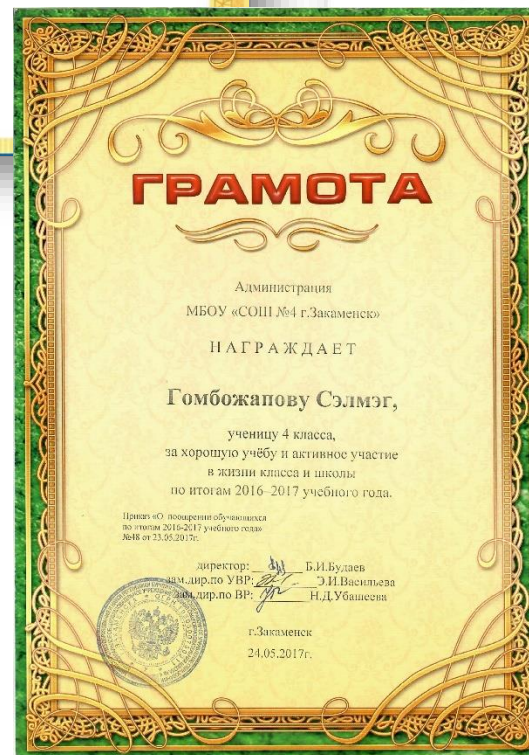 ГРАМОТА
Администрация
МБОУ «СОШ №4 г.Закаменск»
НАГРАЖДАЕТ
Гомбожапову Сэлмэг,
ученицу 4 класса,
за хорошую учёбу и активное участие
в жизни класса и школы
по итогам 2016–2017 учебного года.
Приказ «О поощрении обучающихся
по итогам 2016-2017 учебного года»
№48 от 23.05.2017г.
директор: Б.И.Будаев
зам.дир.по УВР: Э.И.Васильева
зам.дир.по ВР: Н.Д.Убашеева
г.Закаменск
24.05.2017г.